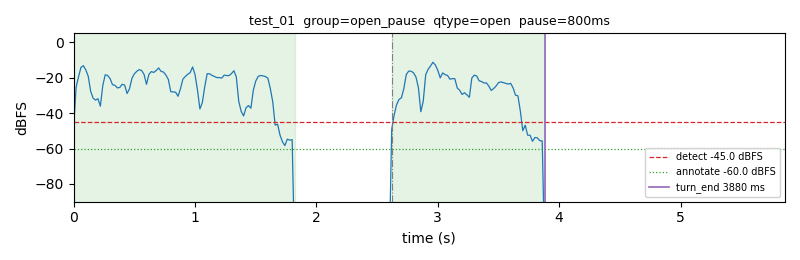 test_01  group=open_pause  qtype=open  pause=800ms
dBFS
0
−20
−40
−60
−80
detect -45.0 dBFS
annotate -60.0 dBFS
turn_end 3880 ms
0 1 2 3 4 5
time (s)